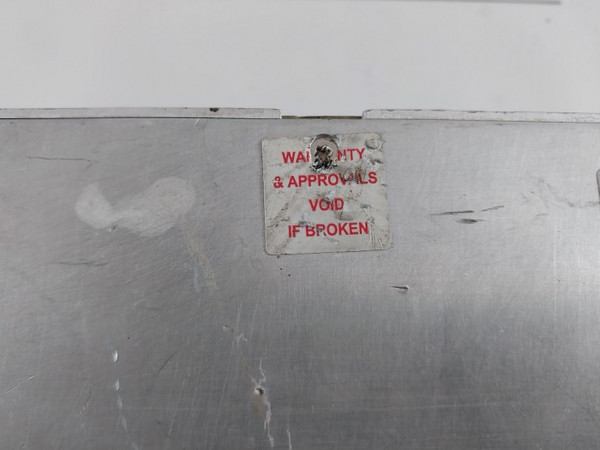 WARRANTY
& APPROVALS
VOID
IF BROKEN